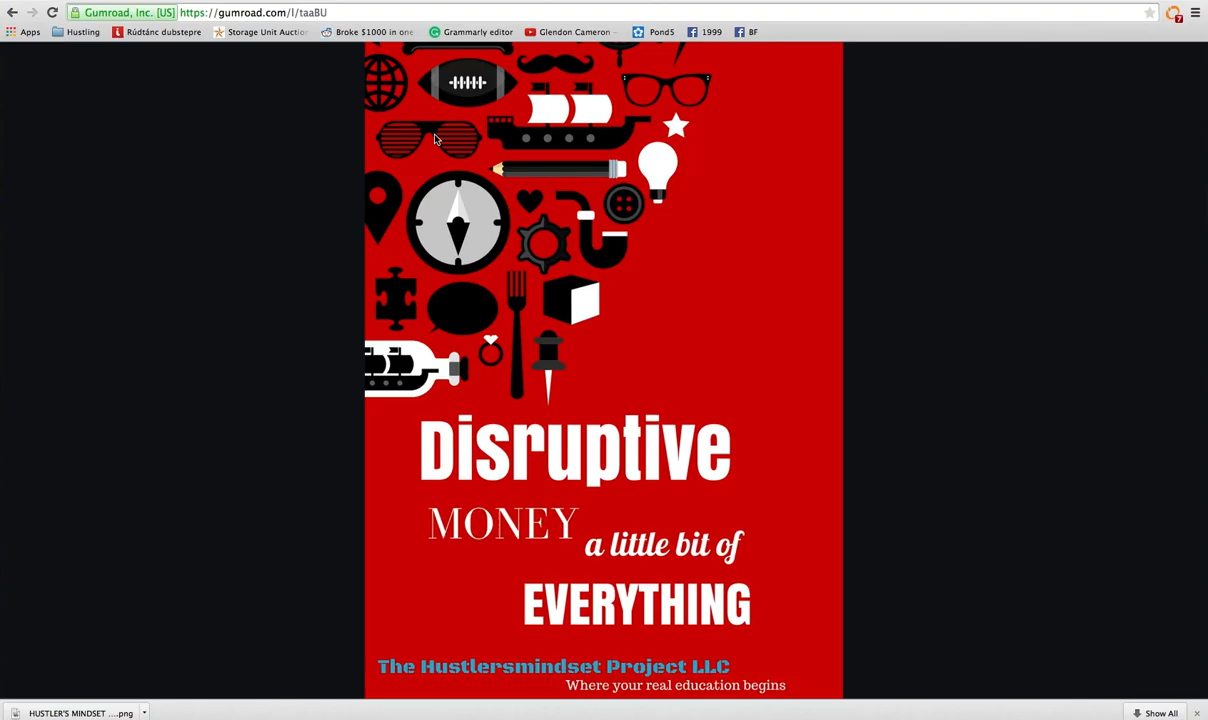 Gumroad, Inc. [US] https://gumroad.com/l/taaBU
Apps Hustling Rúdtánc dubstepre Storage Unit Auction Broke $1000 in one Grammarly editor Glendon Cameron - Pond5 1999 BF
Disruptive
MONEY
a little bit of
EVERYTHING
The Hustlersmindset Project LLC
Where your real education begins
HUSTLER'S MINDSET ....png Show All